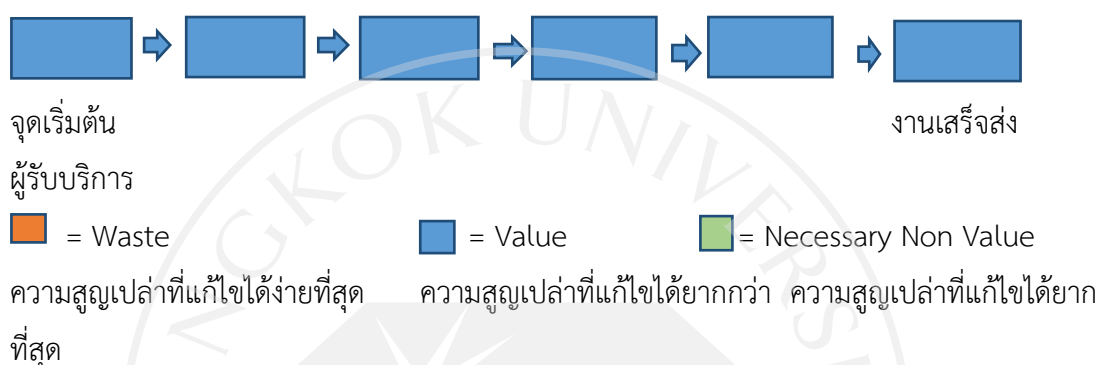 จุดเริ่มต้น งานเสร็จส่ง
ผู้รับบริการ
= Waste = Value = Necessary Non Value
ความสูญเปล่าที่แก้ไขได้ง่ายที่สุด ความสูญเปล่าที่แก้ไขได้ยากกว่า ความสูญเปล่าที่แก้ไขได้ยาก
ที่สุด
NGKOK UNIVERSI